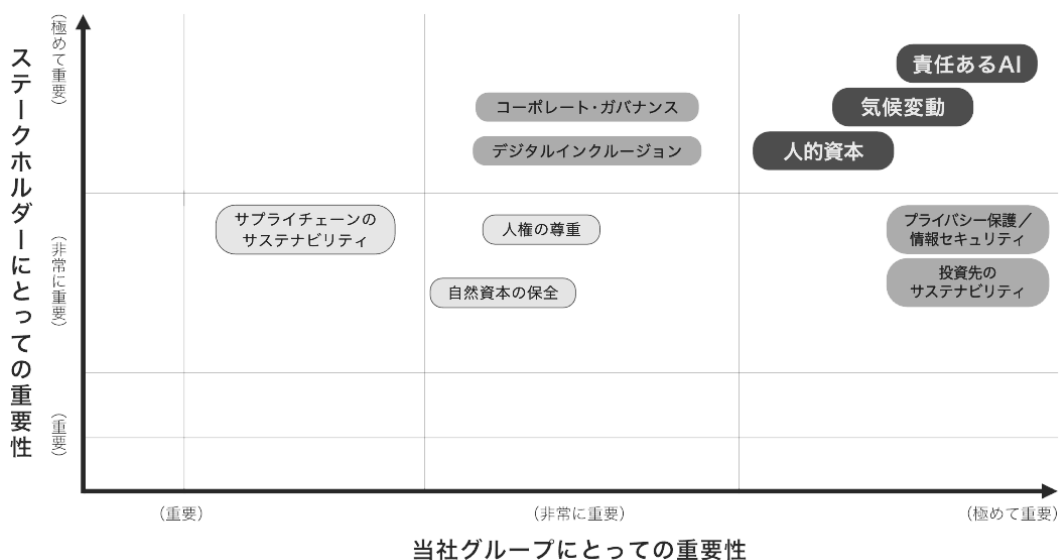 ステークホルダーにとっての重要性
（極めて重要）
（非常に重要）
（重要）
責任あるAI
気候変動
人的資本
コーポレート・ガバナンス
デジタルインクルージョン
サプライチェーンの
サステナビリティ
人権の尊重
自然資本の保全
プライバシー保護／
情報セキュリティ
投資先の
サステナビリティ
（重要）
（非常に重要）
（極めて重要）
当社グループにとっての重要性